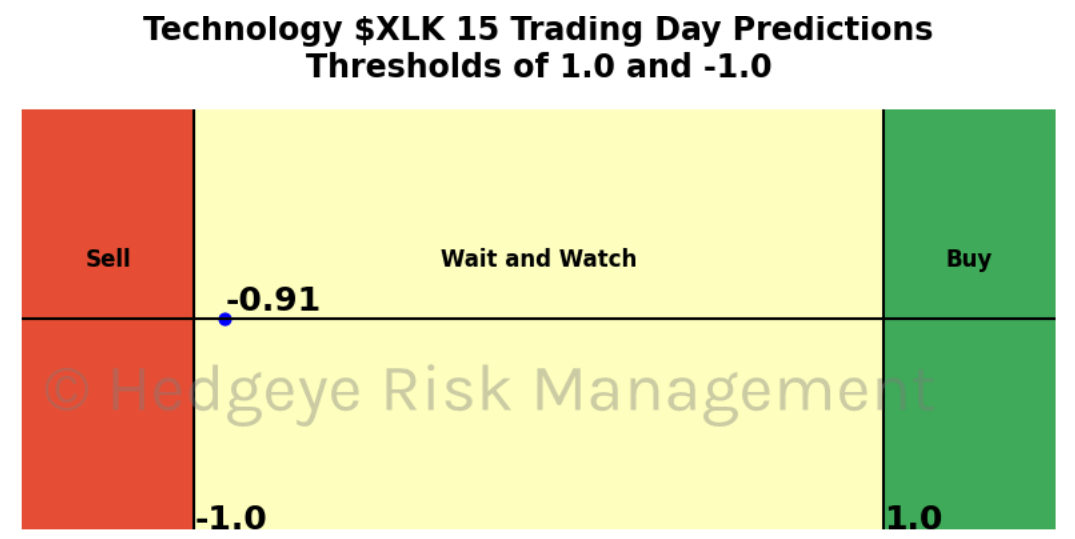 Technology $XLK 15 Trading Day Predictions
Thresholds of 1.0 and -1.0
Sell
Wait and Watch
Buy
-0.91
© Hedgeye Risk Management
-1.0
1.0